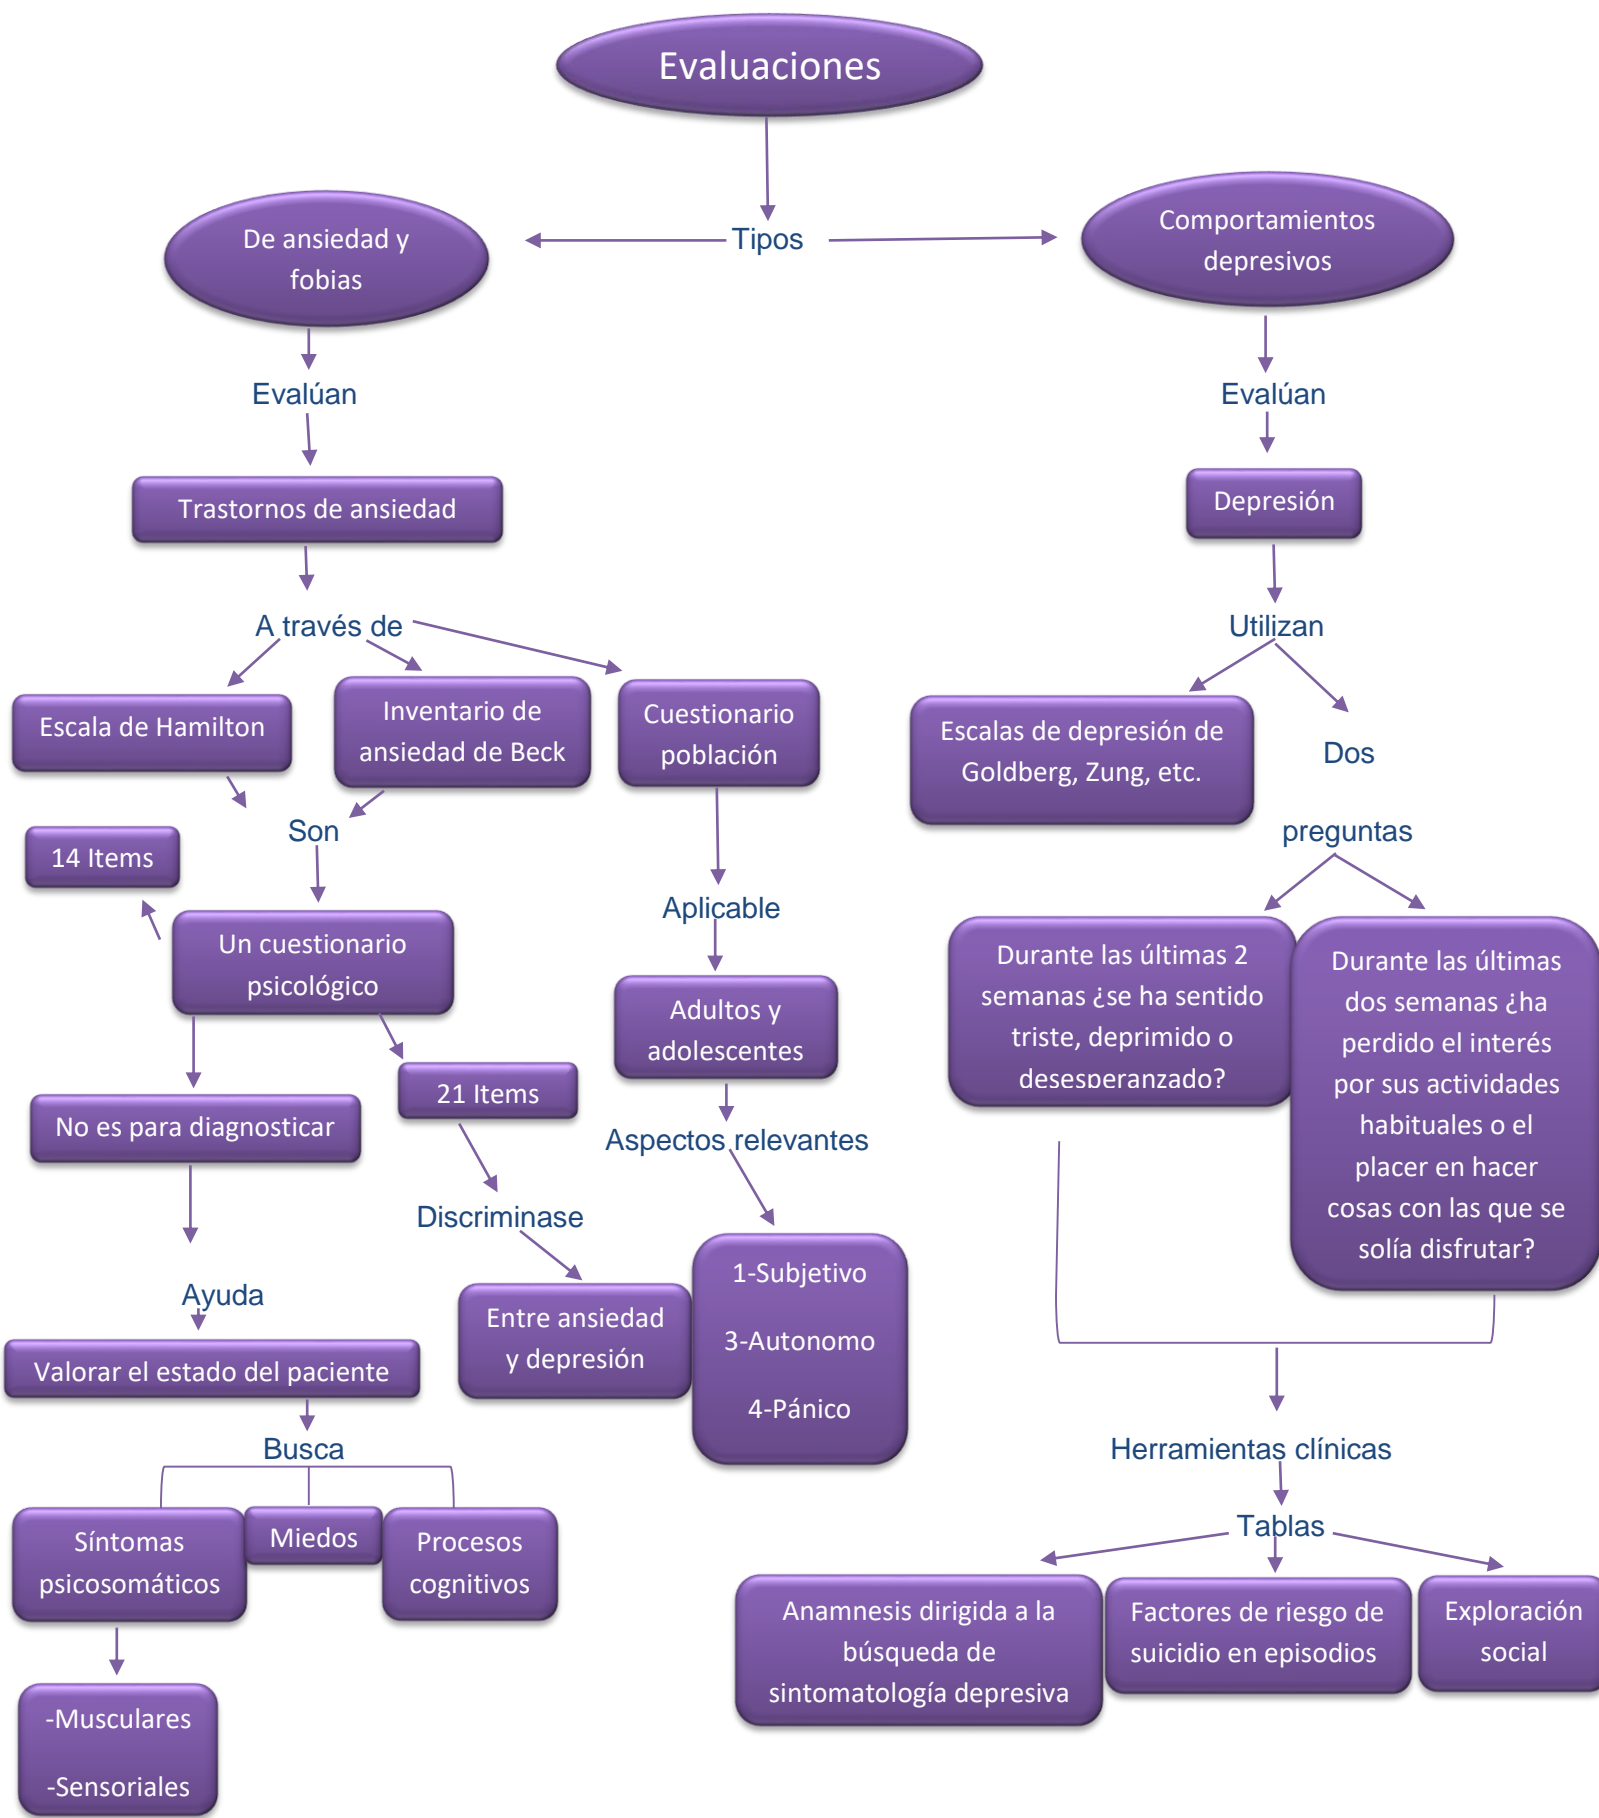 Evaluaciones
De ansiedad y
fobias
Tipos
Comportamientos
depresivos
Evalúan
Evalúan
Trastornos de ansiedad
Depresión
A través de
Utilizan
Escala de Hamilton
Inventario de
ansiedad de Beck
Cuestionario
población
Escalas de depresión de
Goldberg, Zung, etc.
Dos
preguntas
Son
14 Items
Un cuestionario
psicológico
Aplicable
Adultos y
adolescentes
Durante las últimas 2
semanas ¿se ha sentido
triste, deprimido o
desesperanzado?
Durante las últimas
dos semanas ¿ha
perdido el interés
por sus actividades
habituales o el
placer en hacer
cosas con las que se
solía disfrutar?
No es para diagnosticar
21 Items
Aspectos relevantes
Discriminase
Entre ansiedad
y depresión
1-Subjetivo
3-Autonomo
4-Pánico
Ayuda
Valorar el estado del paciente
Busca
Síntomas
psicosomáticos
Miedos
Procesos
cognitivos
-Musculares
-Sensoriales
Herramientas clínicas
Tablas
Anamnesis dirigida a la
búsqueda de
sintomatología depresiva
Factores de riesgo de
suicidio en episodios
Exploración
social